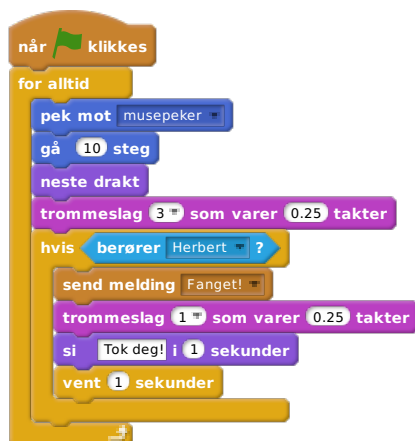 når klikkes
for alltid
pek mot musepeker
gå 10 steg
neste drakt
trommeslag 3 som varer 0.25 takter
hvis berører Herbert ?
send melding Fanget!
trommeslag 1 som varer 0.25 takter
si Tok deg! i 1 sekunder
vent 1 sekunder